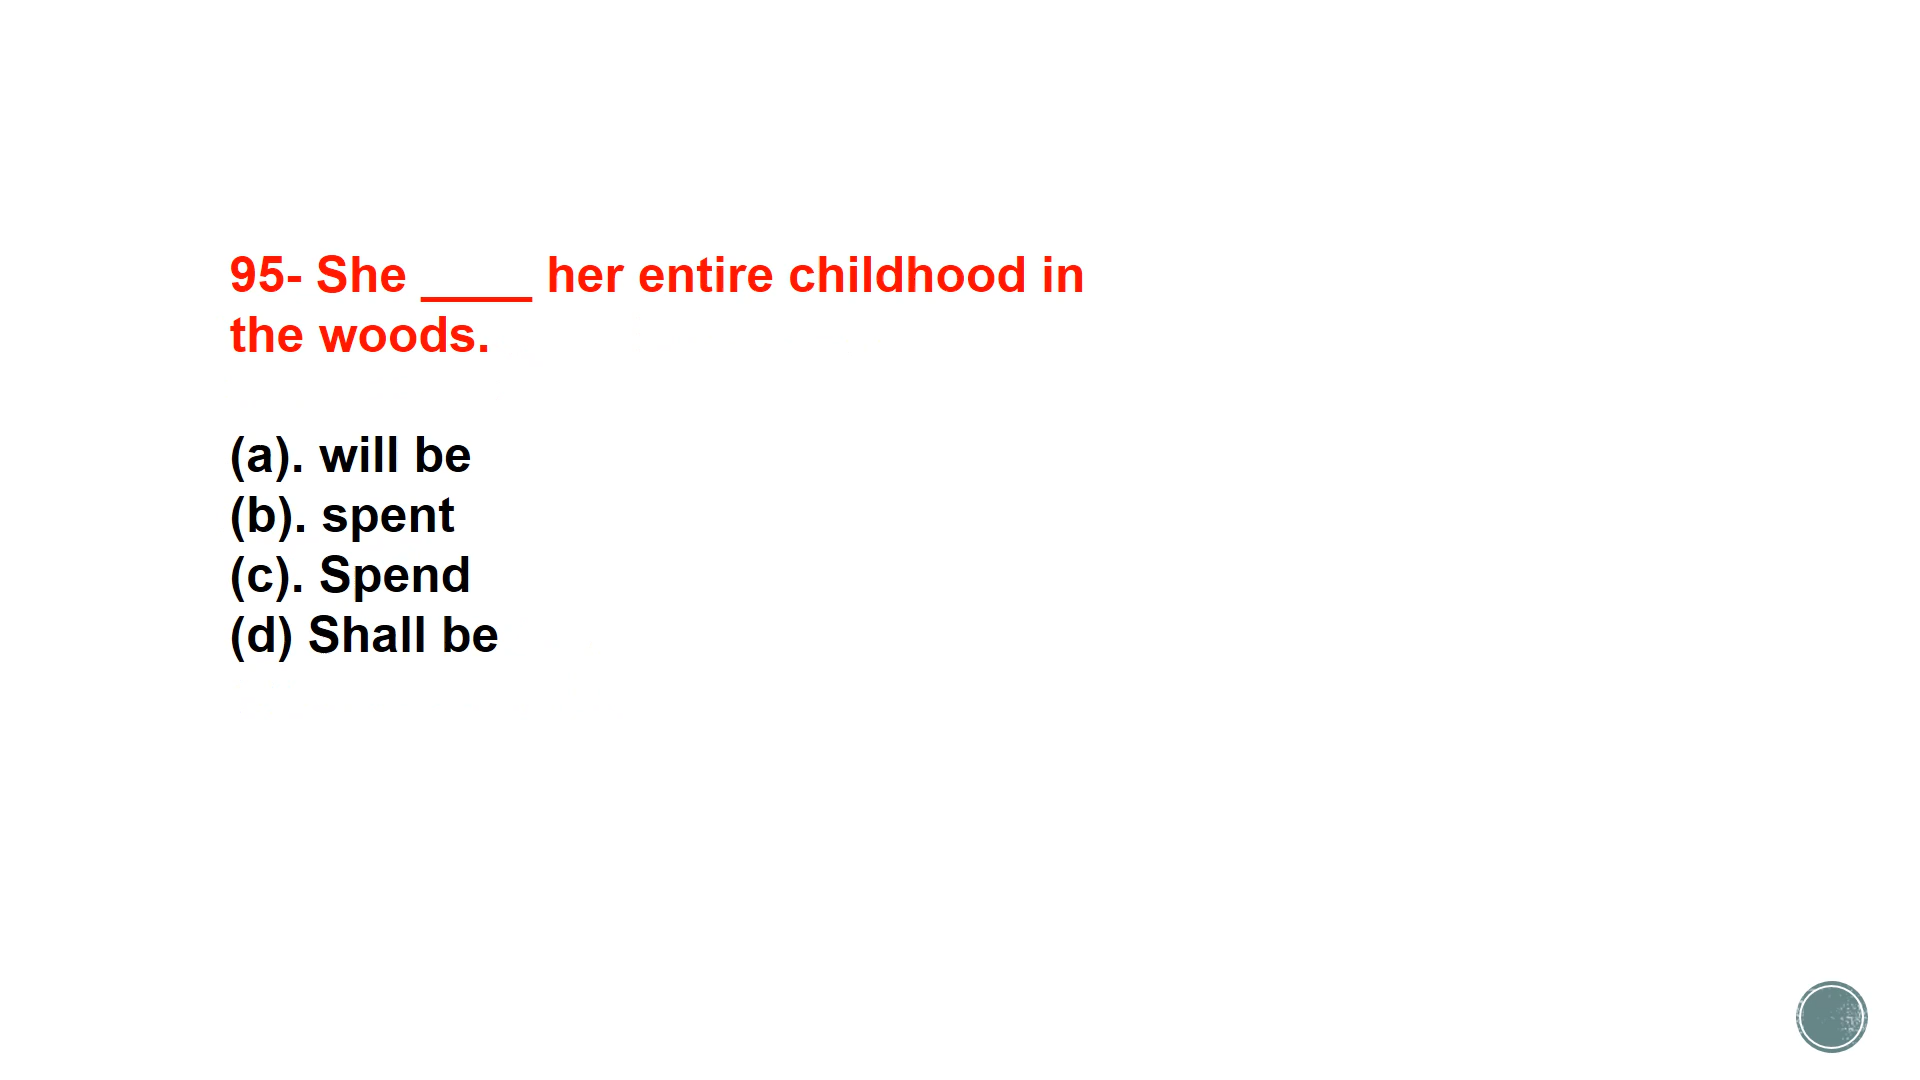 95- She ____ her entire childhood in
the woods.
(a). will be
(b). spent
(c). Spend
(d) Shall be